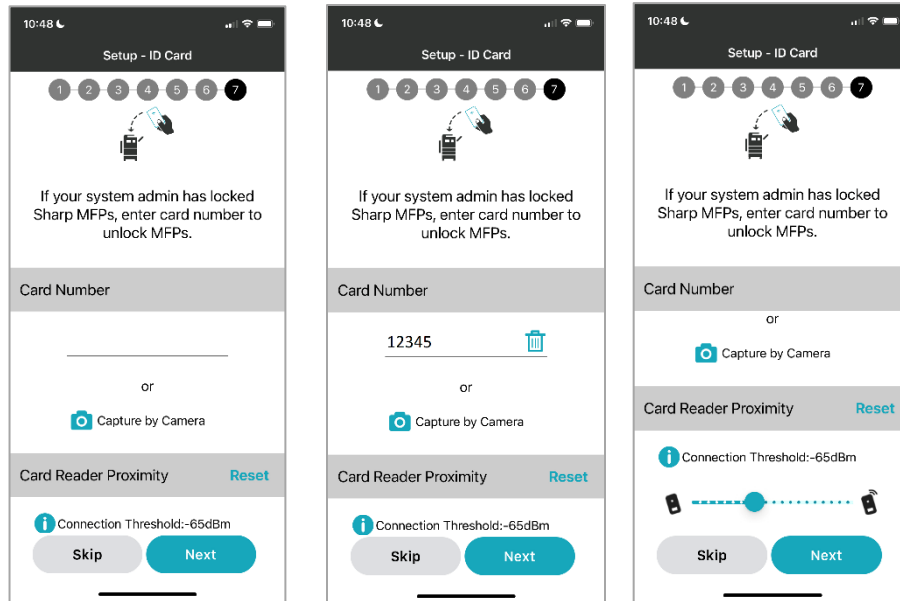 10:48
Setup - ID Card
1 2 3 4 5 6 7
If your system admin has locked
Sharp MFPs, enter card number to
unlock MFPs.
Card Number
or
Capture by Camera
Card Reader Proximity Reset
Connection Threshold:-65dBm
Skip Next
10:48
Setup - ID Card
1 2 3 4 5 6 7
If your system admin has locked
Sharp MFPs, enter card number to
unlock MFPs.
Card Number
12345
or
Capture by Camera
Card Reader Proximity Reset
Connection Threshold:-65dBm
Skip Next
10:48
Setup - ID Card
1 2 3 4 5 6 7
If your system admin has locked
Sharp MFPs, enter card number to
unlock MFPs.
Card Number
or
Capture by Camera
Card Reader Proximity Reset
Connection Threshold:-65dBm
Skip Next